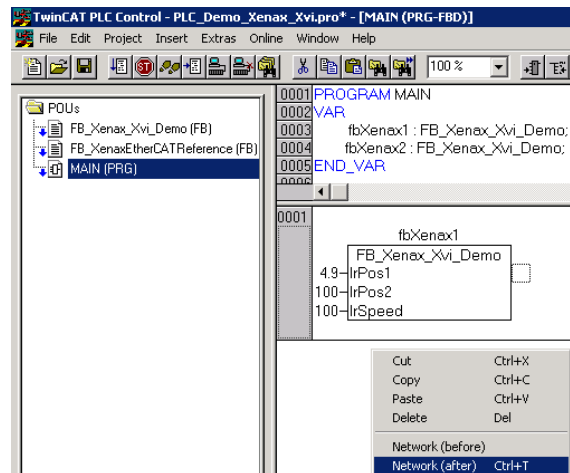 TwinCAT PLC Control - PLC_Demo_Xenax_Xvi.pro* - [MAIN (PRG-FBD)]
File Edit Project Insert Extras Online Window Help
100 %
POUs
FB_Xenax_Xvi_Demo (FB)
FB_XenaxEtherCATReference (FB)
MAIN (PRG)
0001 PROGRAM MAIN
0002 VAR
0003 fbXenax1 : FB_Xenax_Xvi_Demo;
0004 fbXenax2 : FB_Xenax_Xvi_Demo;
0005 END_VAR
0006
0001
fbXenax1
FB_Xenax_Xvi_Demo
4.9 lrPos1
100 lrPos2
100 lrSpeed
Cut Ctrl+X
Copy Ctrl+C
Paste Ctrl+V
Delete Del
Network (before)
Network (after) Ctrl+T